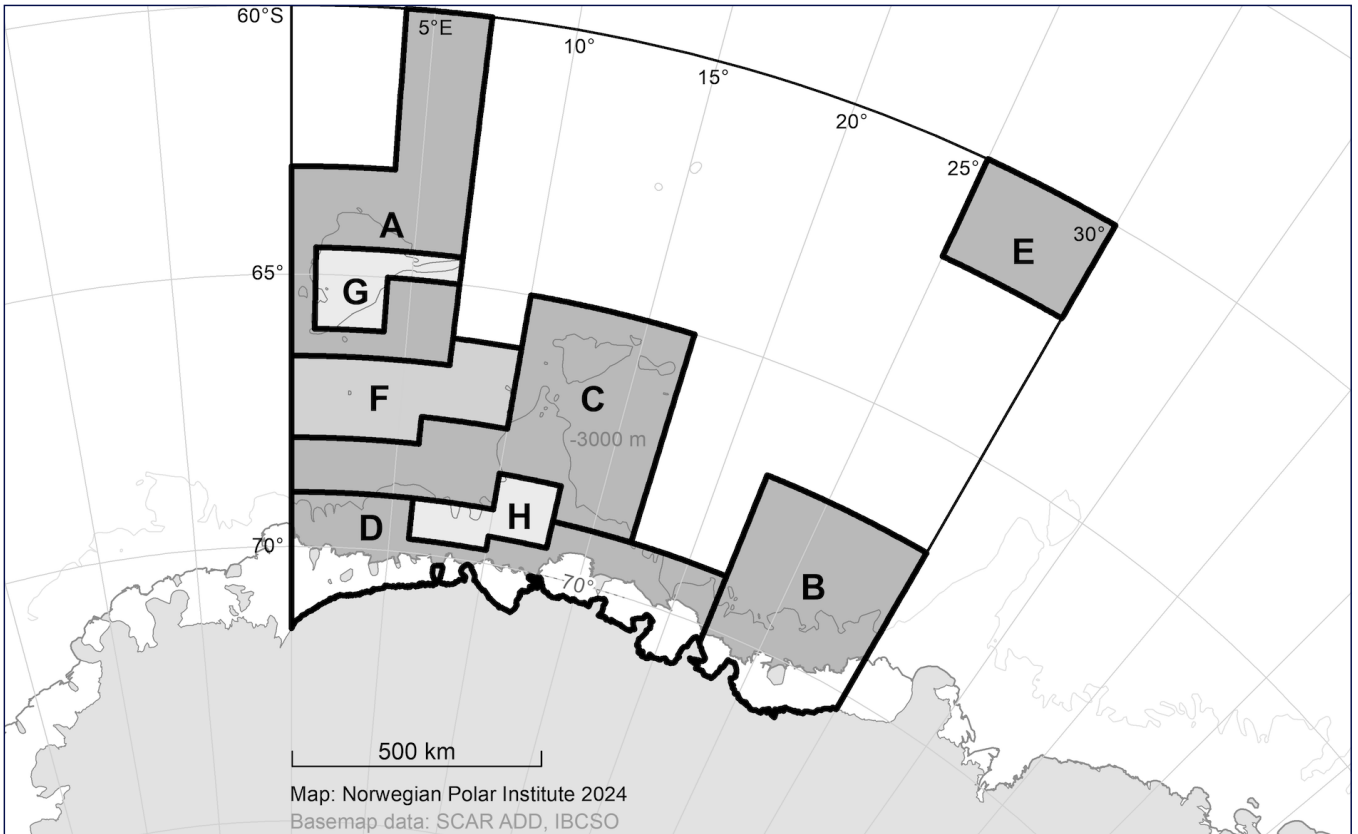 60°S
5°E
10°
15°
20°
25°
30°
A
E
65°
G
F
C
-3000 m
D
H
B
70°
70°
500 km
Map: Norwegian Polar Institute 2024
Basemap data: SCAR ADD, IBCSO